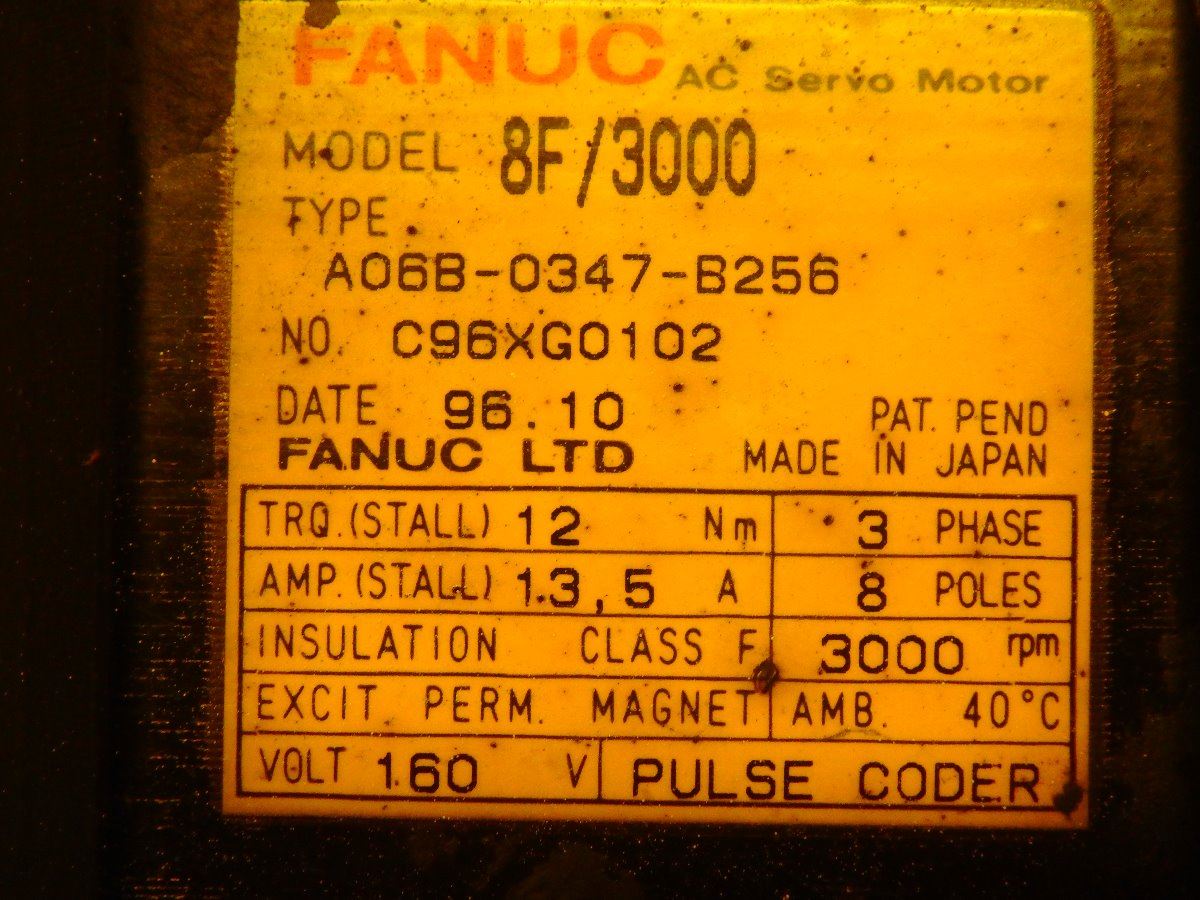 FANUC AC Servo Motor
MODEL 8F/3000
TYPE
A06B-0347-B256
NO. C96XG0102
DATE 96.10
PAT. PEND
FANUC LTD MADE IN JAPAN
TRQ.(STALL) 12 Nm 3 PHASE
AMP.(STALL) 13,5 A 8 POLES
INSULATION CLASS F 3000 rpm
EXCIT PERM. MAGNET AMB. 40°C
VOLT 160 V PULSE CODER